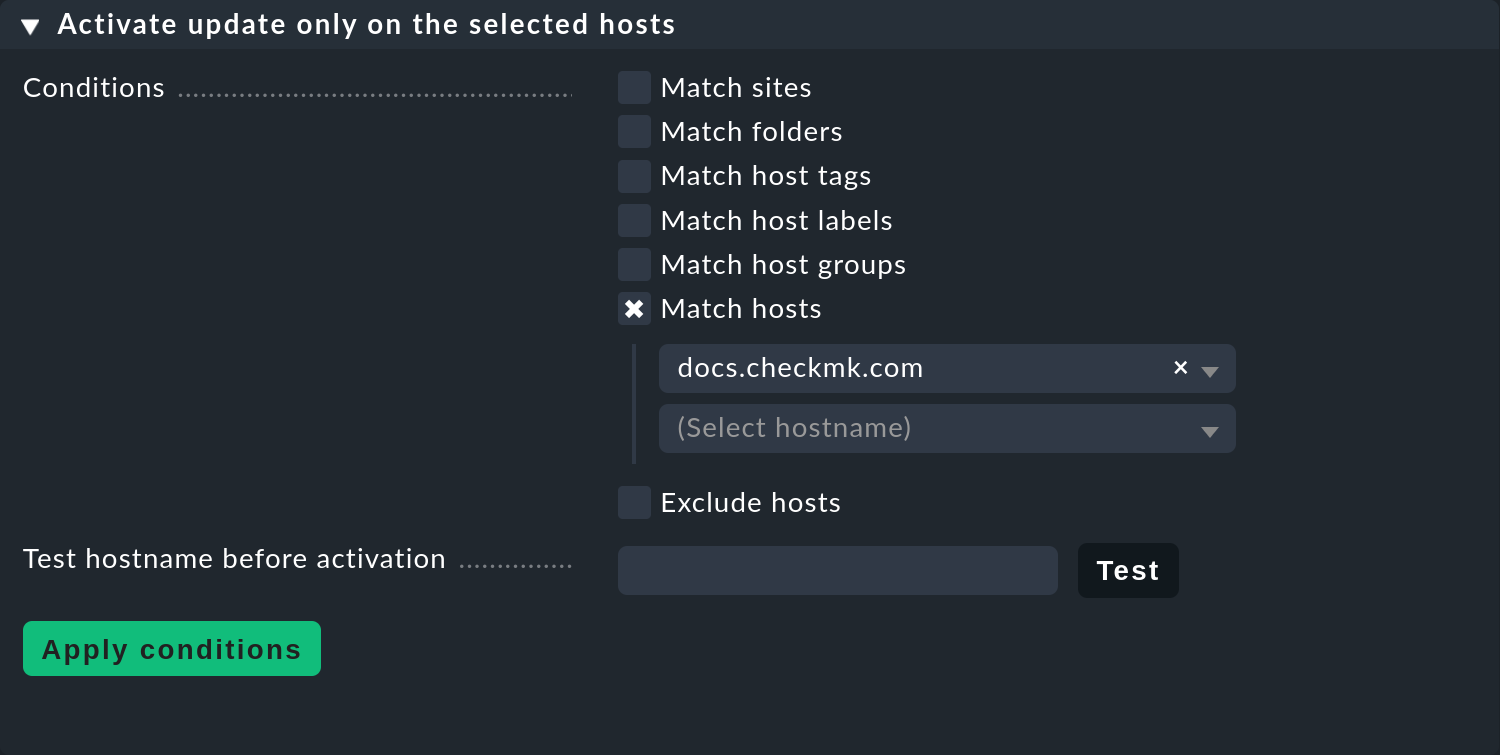 Activate update only on the selected hosts
Conditions
Match sites
Match folders
Match host tags
Match host labels
Match host groups
Match hosts
docs.checkmk.com
(Select hostname)
Exclude hosts
Test hostname before activation
Test
Apply conditions